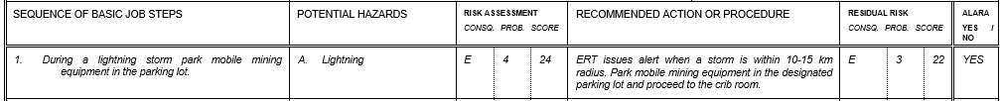 SEQUENCE OF BASIC JOB STEPS
POTENTIAL HAZARDS
RISK ASSESSMENT
CONSQ. PROB. SCORE
RECOMMENDED ACTION OR PROCEDURE
RESIDUAL RISK
CONSQ. PROB. SCORE
ALARA
YES /
NO
1. During a lightning storm park mobile mining
equipment in the parking lot.
A. Lightning
E 4 24
ERT issues alert when a storm is within 10-15 km
radius. Park mobile mining equipment in the designated
parking lot and proceed to the crib room.
E 3 22
YES